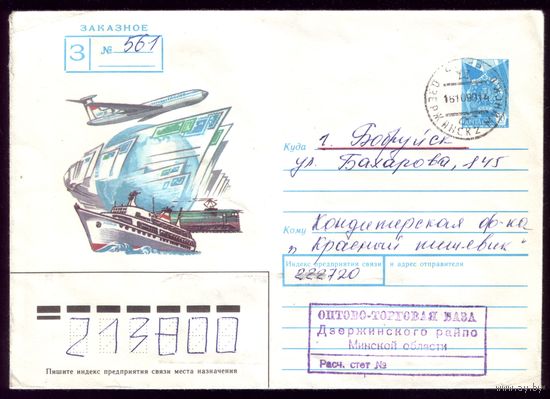 ЗАКАЗНОЕ
З № 561
Куда г. Бобруйск
ул. Бахарова, 145
Кому Кондитерская ф-ка
" Красный пищевик "
Индекс предприятия связи и адрес отправителя
222720
ОПТОВО-ТОРГОВАЯ БАЗА
Дзержинского райпо
Минской области
Расч. счет №
213800
Пишите индекс предприятия связи места назначения